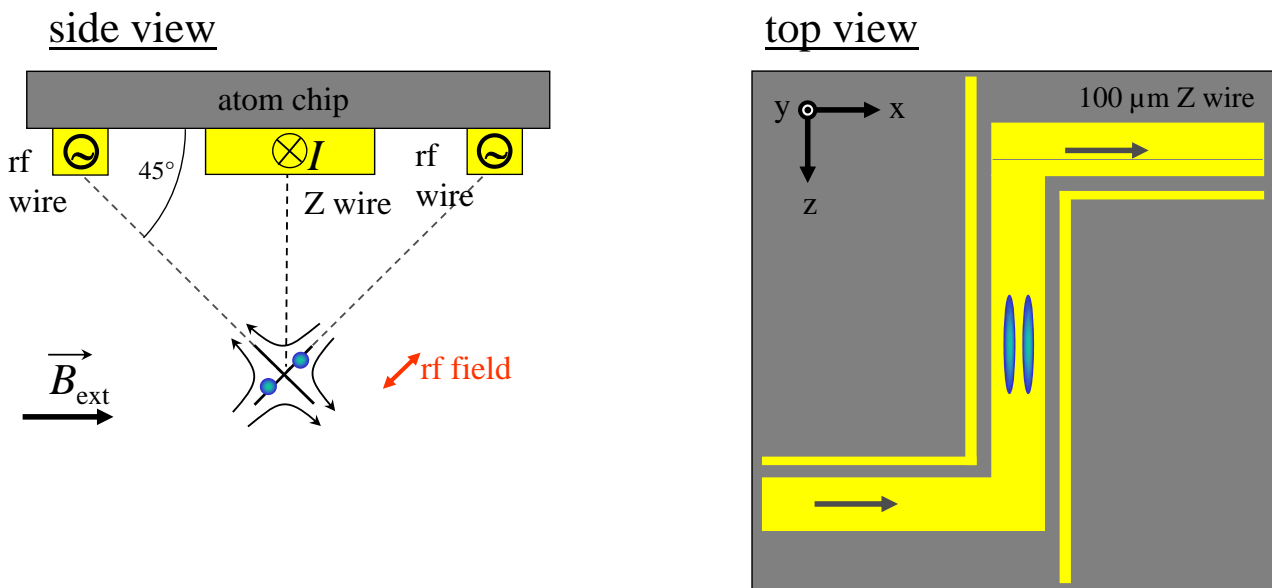 side view
atom chip
I
45°
rf
wire
Z wire
rf
wire
B ext
rf field
top view
100 µm Z wire
y
x
z